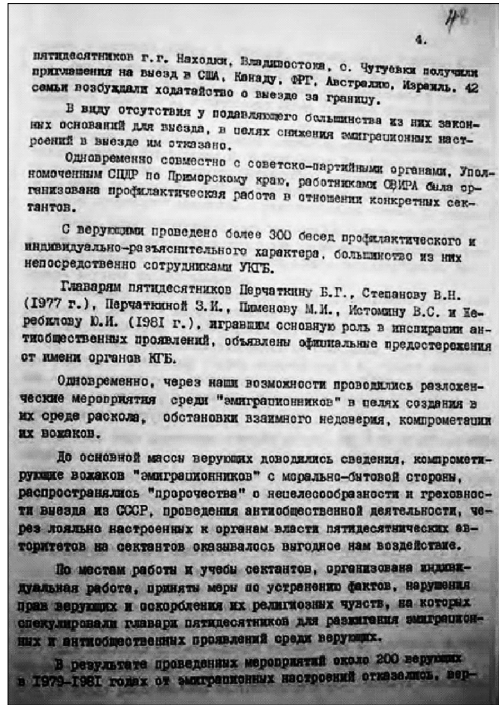 4.
пятидесятников г.г. Находки, Владивостока, с. Чугуевки получили
приглашения на выезд в США, Канаду, ФРГ, Австралию, Израиль. 42
семьи возбуждали ходатайство о выезде за границу.
В виду отсутствия у подавляющего большинства из них закон-
ных оснований для выезда, в целях снижения эмиграционных наст-
роений в выезде им отказано.
Одновременно совместно с советско-партийными органами, Упол-
номоченным СПДР по Приморскому краю, работниками ОВИРА была ор-
ганизована профилактическая работа в отношении конкретных сек-
тантов.
С верующими проведено более 300 бесед профилактического и
индивидуально-разъяснительного характера, большинство из них
непосредственно сотрудниками УКГБ.
Главарям пятидесятников Перчаткину Б.Г., Степанову В.Н.
(1977 г.), Перчаткиной З.И., Пименову М.И., Истомину В.С. и Же-
ребилову Ю.И. (1981 г.), игравшим основную роль в инспирации ан-
тиобщественных проявлений, объявлены официальные предостережения
от имени органов КГБ.
Одновременно, через наши возможности проводились разложен-
ческие мероприятия среди "эмиграционников" в целях создания в
их среде раскола, обстановки взаимного недоверия, компрометации
их вожаков.
До основной массы верующих доводились сведения, компромети-
рующие вожаков "эмиграционников" с морально-бытовой стороны,
распространялись "пророчества" о нецелесообразности и греховнос-
ти выезда из СССР, проведения антиобщественной деятельности, че-
рез лояльно настроенных к органам власти пятидесятнических ав-
торитетов на сектантов оказывалось выгодное нам воздействие.
По местам работы и учебы сектантов, организована индиви-
дуальная работа, приняты меры по устранению фактов, нарушения
прав верующих и оскорбления их религиозных чувств, на которых
спекулировали главари пятидесятников для разжигания эмиграцион-
ных и антиобщественных проявлений среди верующих.
В результате проведенных мероприятий около 200 верующих
в 1979-1981 годах от эмиграционных настроений отказались, вер-